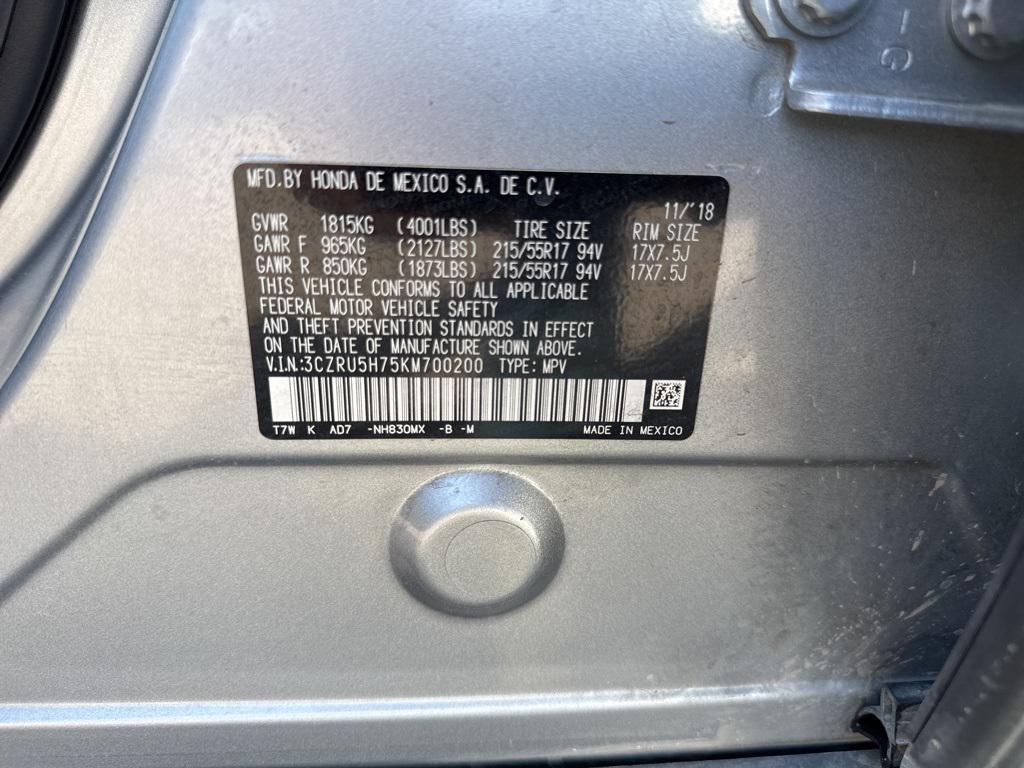 G
MFD.BY HONDA DE MEXICO S.A. DE C.V.
11/'18
GVWR 1815KG (4001LBS) TIRE SIZE RIM SIZE
GAWR F 965KG (2127LBS) 215/55R17 94V 17X7.5J
GAWR R 850KG (1873LBS) 215/55R17 94V 17X7.5J
THIS VEHICLE CONFORMS TO ALL APPLICABLE
FEDERAL MOTOR VEHICLE SAFETY
AND THEFT PREVENTION STANDARDS IN EFFECT
ON THE DATE OF MANUFACTURE SHOWN ABOVE.
V.I.N:3CZRU5H75KM700200 TYPE: MPV
T7W K AD7 -NH830MX -B -M MADE IN MEXICO